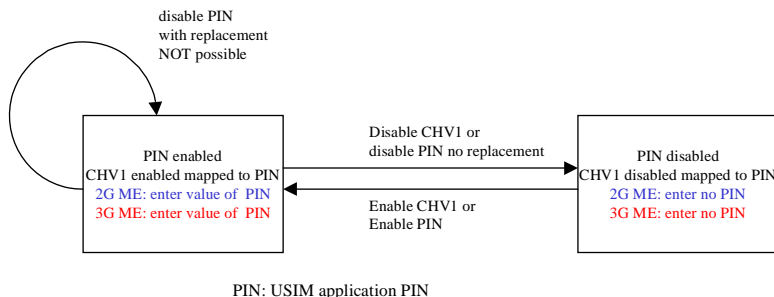 disable PIN
with replacement
NOT possible
PIN enabled
CHV1 enabled mapped to PIN
2G ME: enter value of PIN
3G ME: enter value of PIN
Disable CHV1 or
disable PIN no replacement
Enable CHV1 or
Enable PIN
PIN disabled
CHV1 disabled mapped to PIN
2G ME: enter no PIN
3G ME: enter no PIN
PIN: USIM application PIN